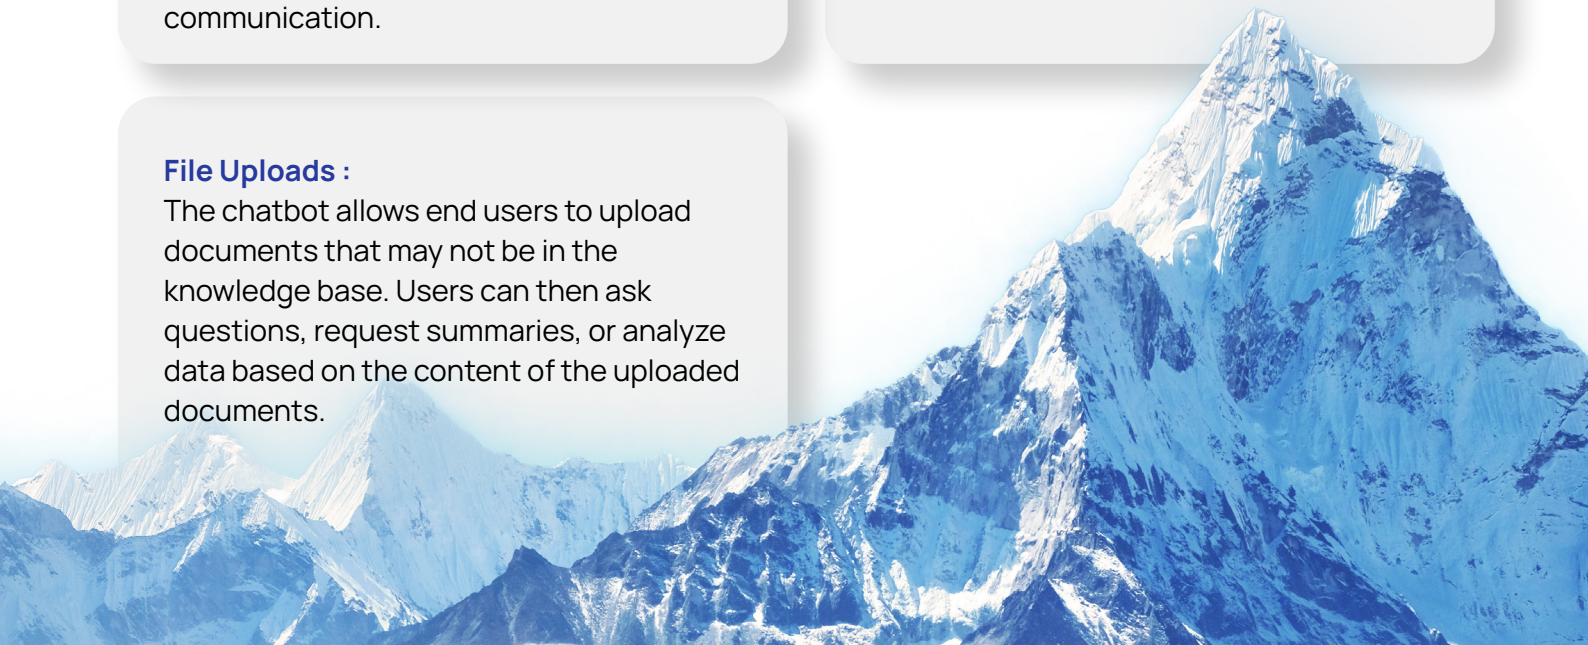 communication.
File Uploads :
The chatbot allows end users to upload
documents that may not be in the
knowledge base. Users can then ask
questions, request summaries, or analyze
data based on the content of the uploaded
documents.